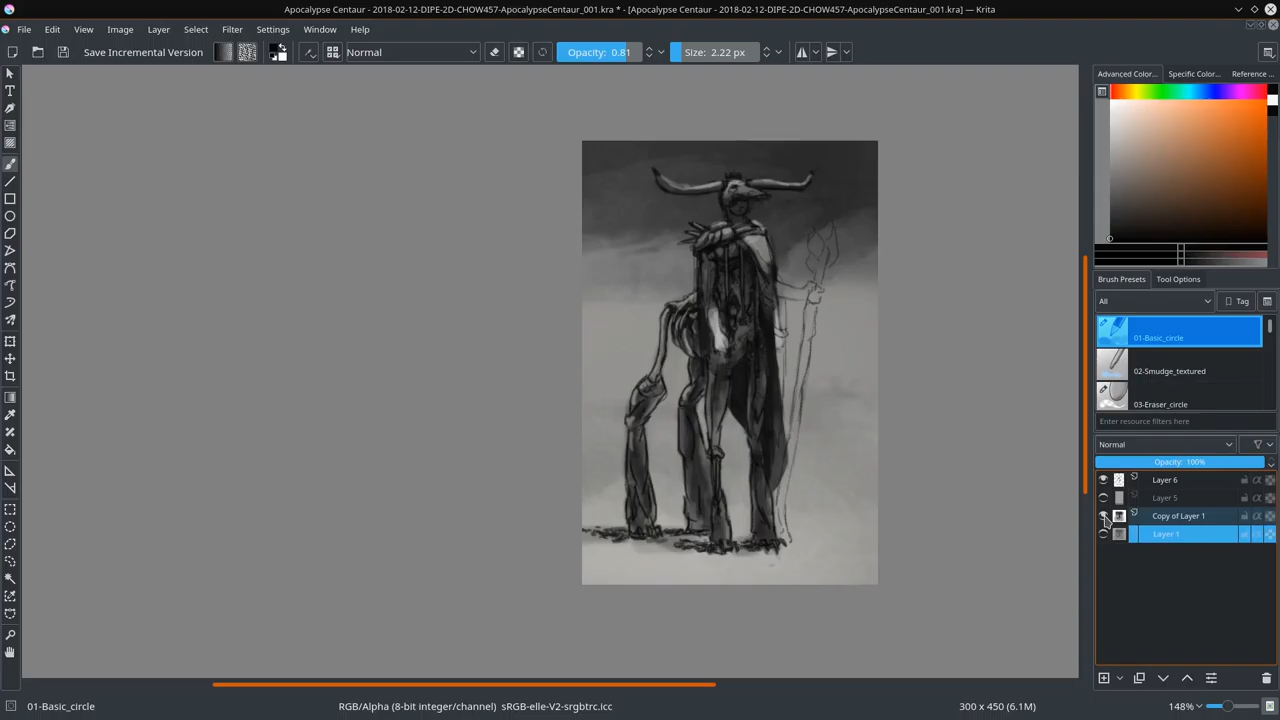 Apocalypse Centaur - 2018-02-12-DIPE-2D-CHOW457-ApocalypseCentaur_001.kra * - [Apocalypse Centaur - 2018-02-12-DIPE-2D-CHOW457-ApocalypseCentaur_001.kra] — Krita
File Edit View Image Layer Select Filter Settings Window Help
Save Incremental Version Normal Opacity: 0.81 Size: 2.22 px
Advanced Color... Specific Color... Reference ...
Brush Presets Tool Options
All Tag
01-Basic_circle
02-Smudge_textured
03-Eraser_circle
Enter resource filters here
Normal
Opacity: 100%
Layer 6
Layer 5
Copy of Layer 1
Layer 1
01-Basic_circle RGB/Alpha (8-bit integer/channel) sRGB-elle-V2-srgbtrc.icc 300 x 450 (6.1M) 148%